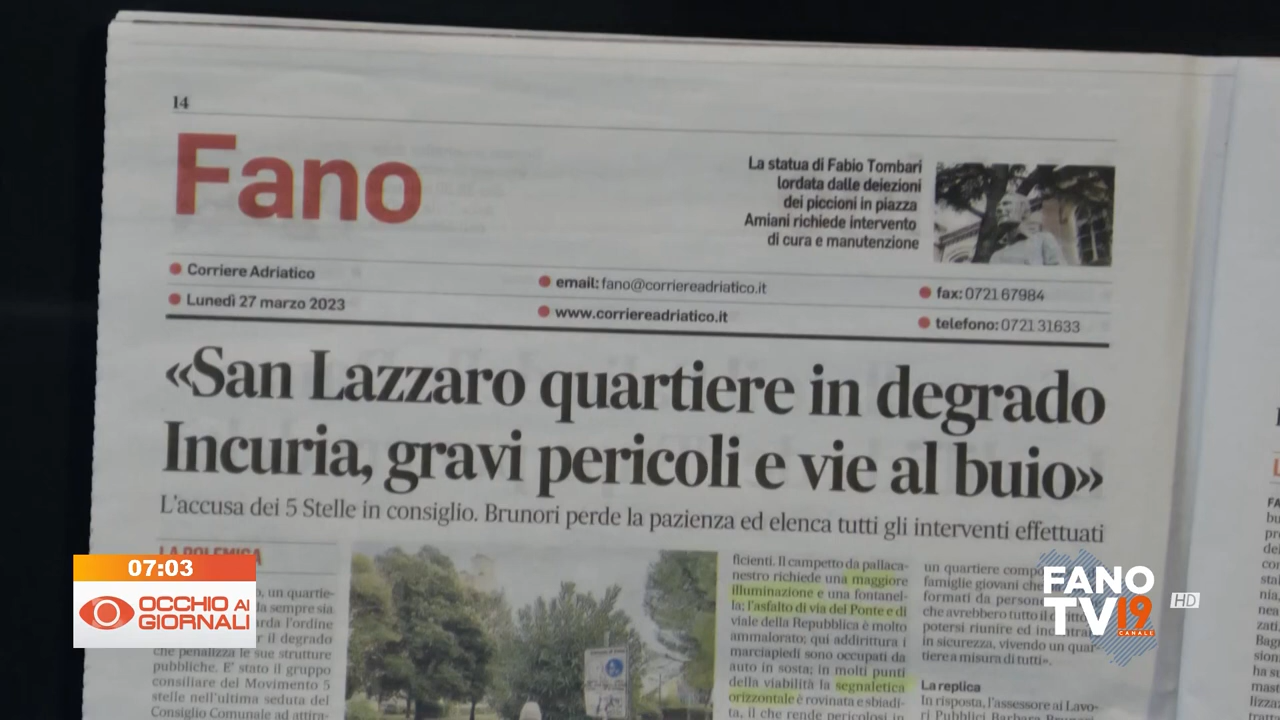 14
Fano
La statua di Fabio Tombari
lordata dalle deiezioni
dei piccioni in piazza
Amiani richiede intervento
di cura e manutenzione
Corriere Adriatico
Lunedì 27 marzo 2023
email: fano@corriereadriatico.it
www.corriereadriatico.it
fax: 0721 67984
telefono: 0721 31633
«San Lazzaro quartiere in degrado
Incuria, gravi pericoli e vie al buio»
L'accusa dei 5 Stelle in consiglio. Brunori perde la pazienza ed elenca tutti gli interventi effettuati
LA POLEMICA
, un quartie-
a sempre sia
rda l'ordine
r il degrado
che penalizza le sue strutture
pubbliche. E' stato il gruppo
consiliare del Movimento 5
stelle nell'ultima seduta del
Consiglio Comunale ad attira-
ficienti. Il campetto da pallaca-
nestro richiede una maggiore
illuminazione e una fontanel-
la; l'asfalto di via del Ponte e di
viale della Repubblica è molto
ammalorato; qui addirittura i
marciapiedi sono occupati da
auto in sosta; in molti punti
della viabilità la segnaletica
orizzontale è rovinata e sbiadi-
ta, il che rende pericolosi in
un quartiere
famiglie giovani
formati da
che avrebbero tutto il
potersi riunire ed
in sicurezza, vivendo un quar-
tiere a misura di tutti».
La replica
In risposta, l'assessore ai Lavo-
ri Pubblici Barbara Brunori
07:03
OCCHIO AI
GIORNALI
FANO
TV19
CANALE
HD